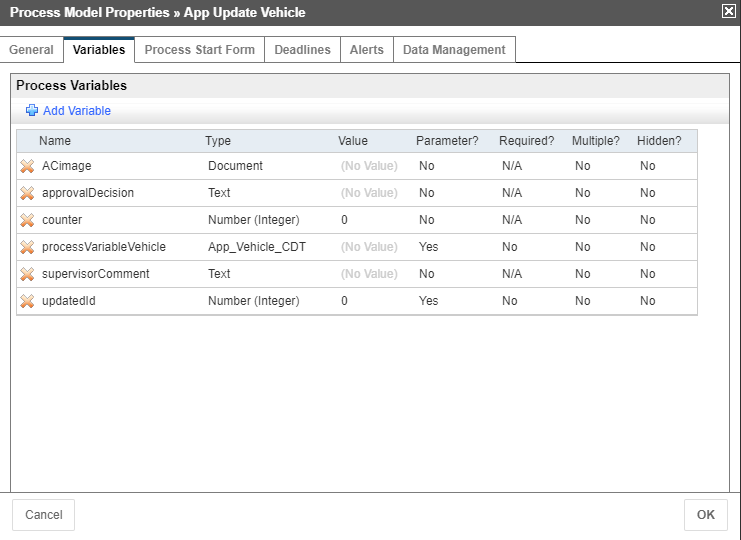 Process Model Properties » App Update Vehicle
General Variables Process Start Form Deadlines Alerts Data Management
Process Variables
Add Variable
Name Type Value Parameter? Required? Multiple? Hidden?
ACimage Document (No Value) No N/A No No
approvalDecision Text (No Value) No N/A No No
counter Number (Integer) 0 No N/A No No
processVariableVehicle App_Vehicle_CDT (No Value) Yes No No No
supervisorComment Text (No Value) No N/A No No
updatedId Number (Integer) 0 Yes No No No
Cancel OK